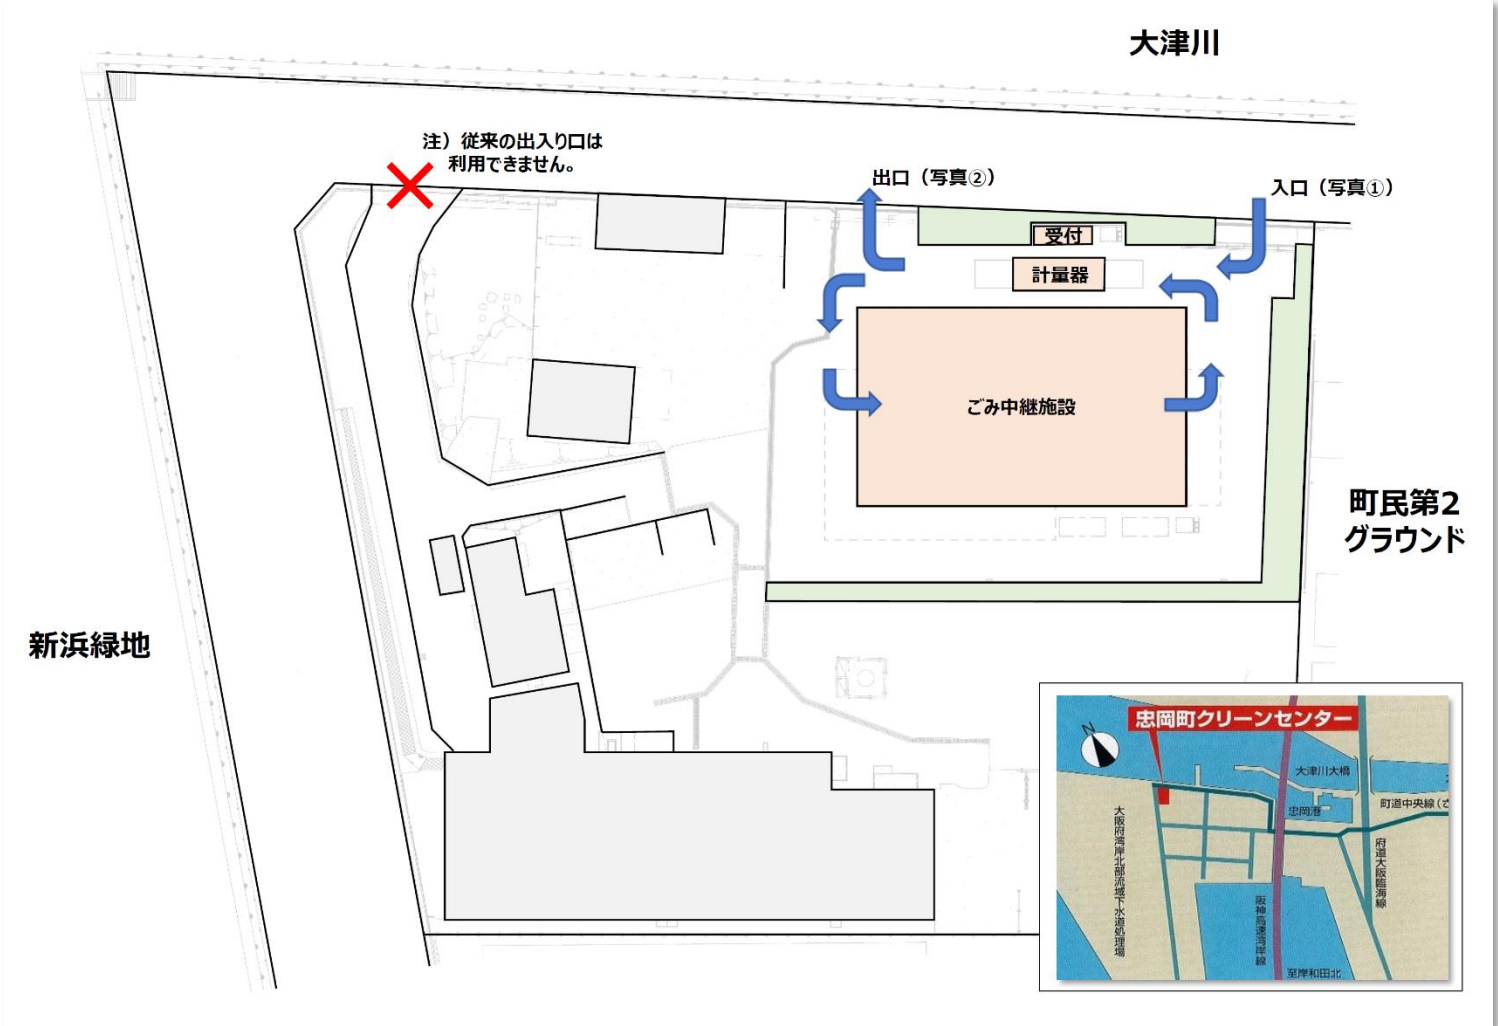 大津川
注）従来の出入り口は
利用できません。
出口（写真②）
入口（写真①）
受付
計量器
ごみ中継施設
町民第2
グラウンド
新浜緑地
忠岡町クリーンセンター
N
大津川大橋
忠岡港
町道中央線（さ
大阪府湾岸北部流域下水道処理場
府道大阪臨海線
阪神高速湾岸線
至岸和田北